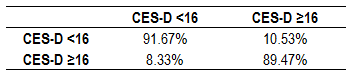 CES-D <16 CES-D ≥16
CES-D <16 91.67% 10.53%
CES-D ≥16 8.33% 89.47%